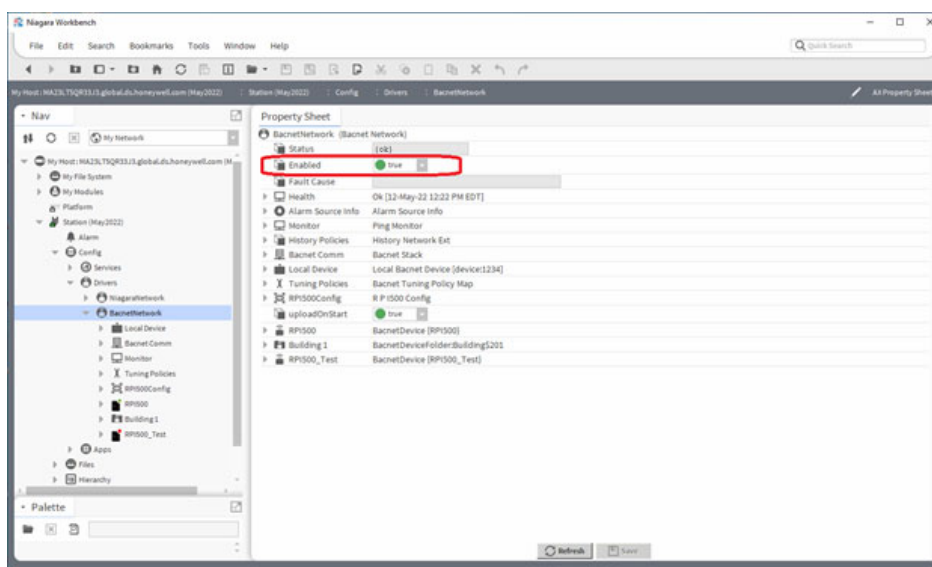 Niagara Workbench
File Edit Search Bookmarks Tools Window Help
Quick Search
My Host : MA23LT5QR33J3.global.ds.honeywell.com (May2022) : Station (May2022) : Config : Drivers : BacnetNetwork
AX Property Sheet
Nav
My Network
My Host : MA23LT5QR33J3.global.ds.honeywell.com (M
My File System
My Modules
Platform
Station (May2022)
Alarm
Config
Services
Drivers
NiagaraNetwork
BacnetNetwork
Local Device
Bacnet Comm
Monitor
Tuning Policies
RPI500Config
RPI500
Building 1
RPI500_Test
Apps
Files
Hierarchy
Palette
Property Sheet
BacnetNetwork (Bacnet Network)
Status {ok}
Enabled true
Fault Cause
Health Ok [12-May-22 12:22 PM EDT]
Alarm Source Info Alarm Source Info
Monitor Ping Monitor
History Policies History Network Ext
Bacnet Comm Bacnet Stack
Local Device Local Bacnet Device [device:1234]
Tuning Policies Bacnet Tuning Policy Map
RPI500Config R P I500 Config
uploadOnStart true
RPI500 BacnetDevice {RPI500}
Building 1 BacnetDeviceFolder:Building$201
RPI500_Test BacnetDevice {RPI500_Test}
Refresh Save